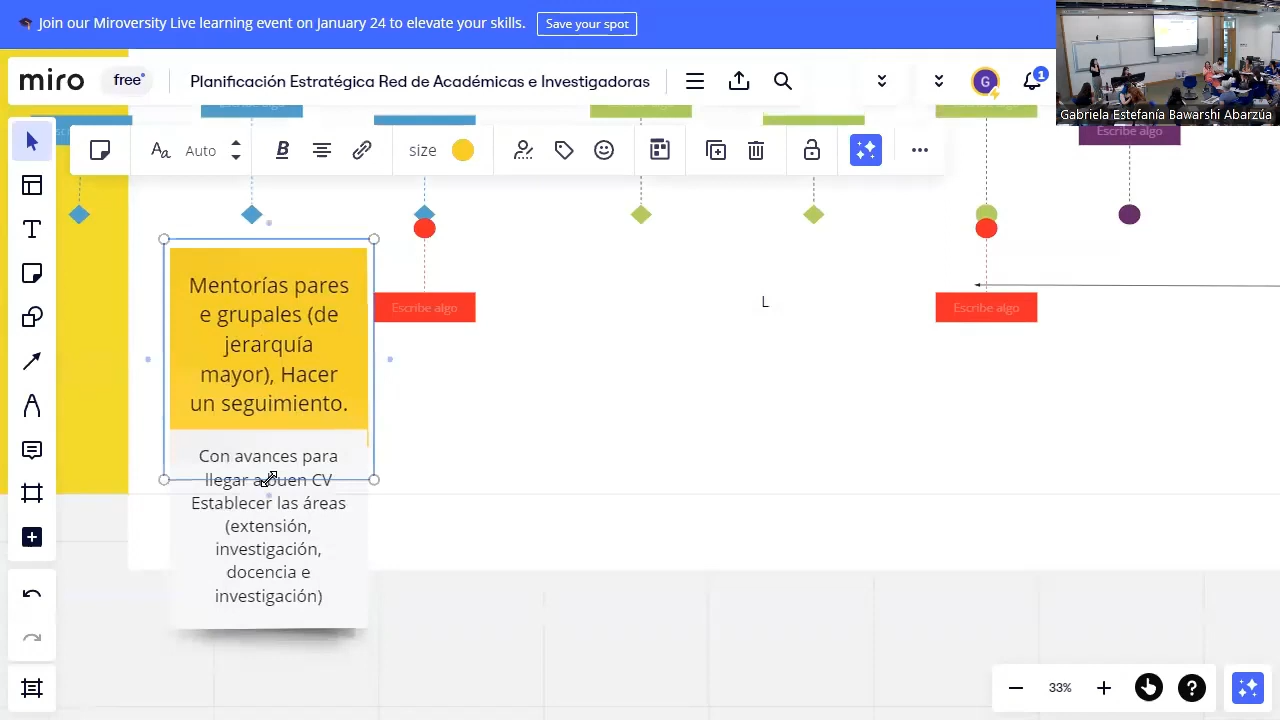 Join our Miroversity Live learning event on January 24 to elevate your skills.
Save your spot
miro
free
Planificación Estratégica Red de Académicas e Investigadoras
G
1
Gabriela Estefanía Bawarshi Abarzúa
Escribe algo
Auto
size
Mentorías pares
e grupales (de
jerarquía
mayor), Hacer
un seguimiento.
Escribe algo
L
Escribe algo
Con avances para
llegar a buen CV
Establecer las áreas
(extensión,
investigación,
docencia e
investigación)
33%